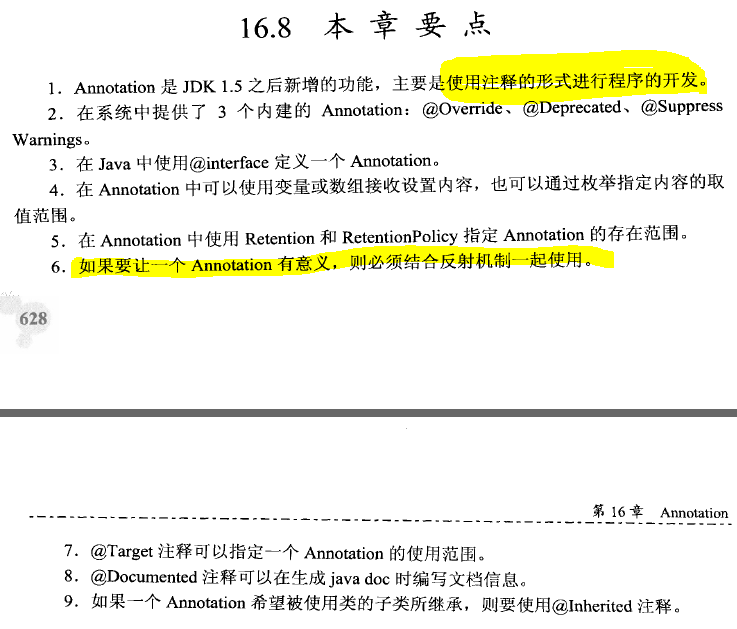 16.8 本章要点
1．Annotation 是 JDK 1.5 之后新增的功能，主要是使用注释的形式进行程序的开发。
2．在系统中提供了 3 个内建的 Annotation：@Override、@Deprecated、@Suppress
Warnings。
3．在 Java 中使用@interface 定义一个 Annotation。
4．在 Annotation 中可以使用变量或数组接收设置内容，也可以通过枚举指定内容的取
值范围。
5．在 Annotation 中使用 Retention 和 RetentionPolicy 指定 Annotation 的存在范围。
6．如果要让一个 Annotation 有意义，则必须结合反射机制一起使用。
628
第 16 章 Annotation
7．@Target 注释可以指定一个 Annotation 的使用范围。
8．@Documented 注释可以在生成 java doc 时编写文档信息。
9．如果一个 Annotation 希望被使用类的子类所继承，则要使用@Inherited 注释。